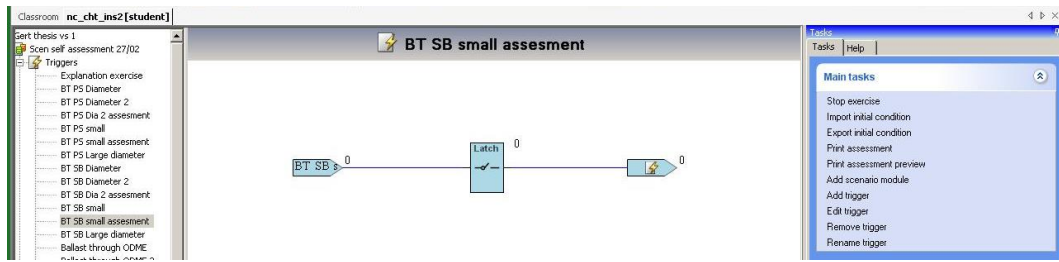 Classroom nc_cht_ins2 [student]
Gert thesis vs 1
Scen self assessment 27/02
Triggers
Explanation exercise
BT PS Diameter
BT PS Diameter 2
BT PS Dia 2 assesment
BT PS small
BT PS small assesment
BT PS Large diameter
BT SB Diameter
BT SB Diameter 2
BT SB Dia 2 assesment
BT SB small
BT SB small assesment
BT SB Large diameter
Ballast through ODME
Ballast through ODME 2
BT SB small assesment
BT SB s
0
Latch
0
0
Tasks
Tasks Help
Main tasks
Stop exercise
Import initial condition
Export initial condition
Print assessment
Print assessment preview
Add scenario module
Add trigger
Edit trigger
Remove trigger
Rename trigger